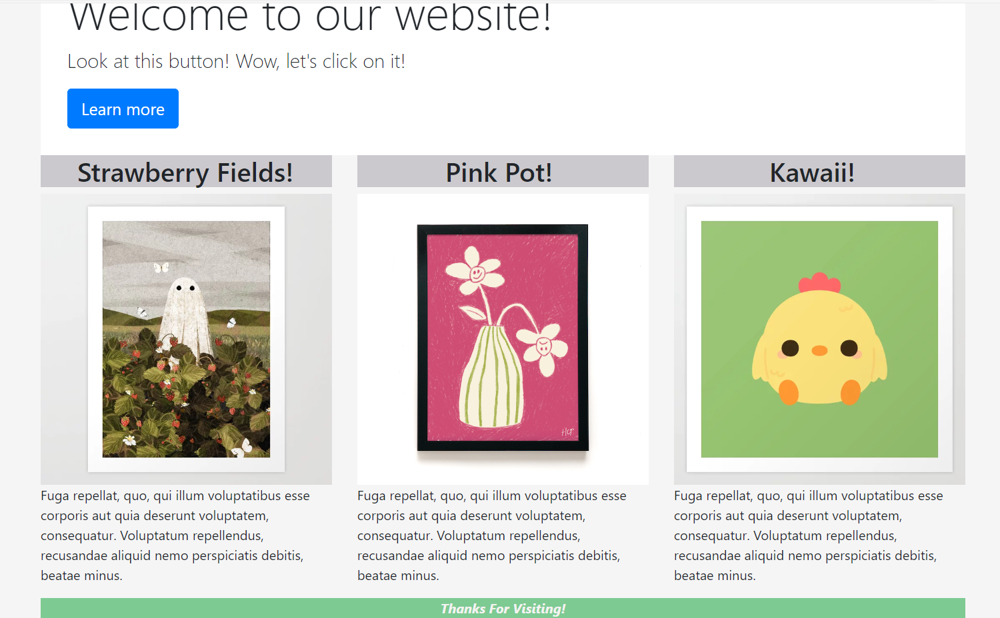 Welcome to our website!
Look at this button! Wow, let's click on it!
Learn more
Strawberry Fields!
Pink Pot!
Kawaii!
HCP
Fuga repellat, quo, qui illum voluptatibus esse
corporis aut quia deserunt voluptatem,
consequatur. Voluptatum repellendus,
recusandae aliquid nemo perspiciatis debitis,
beatae minus.
Fuga repellat, quo, qui illum voluptatibus esse
corporis aut quia deserunt voluptatem,
consequatur. Voluptatum repellendus,
recusandae aliquid nemo perspiciatis debitis,
beatae minus.
Fuga repellat, quo, qui illum voluptatibus esse
corporis aut quia deserunt voluptatem,
consequatur. Voluptatum repellendus,
recusandae aliquid nemo perspiciatis debitis,
beatae minus.
Thanks For Visiting!